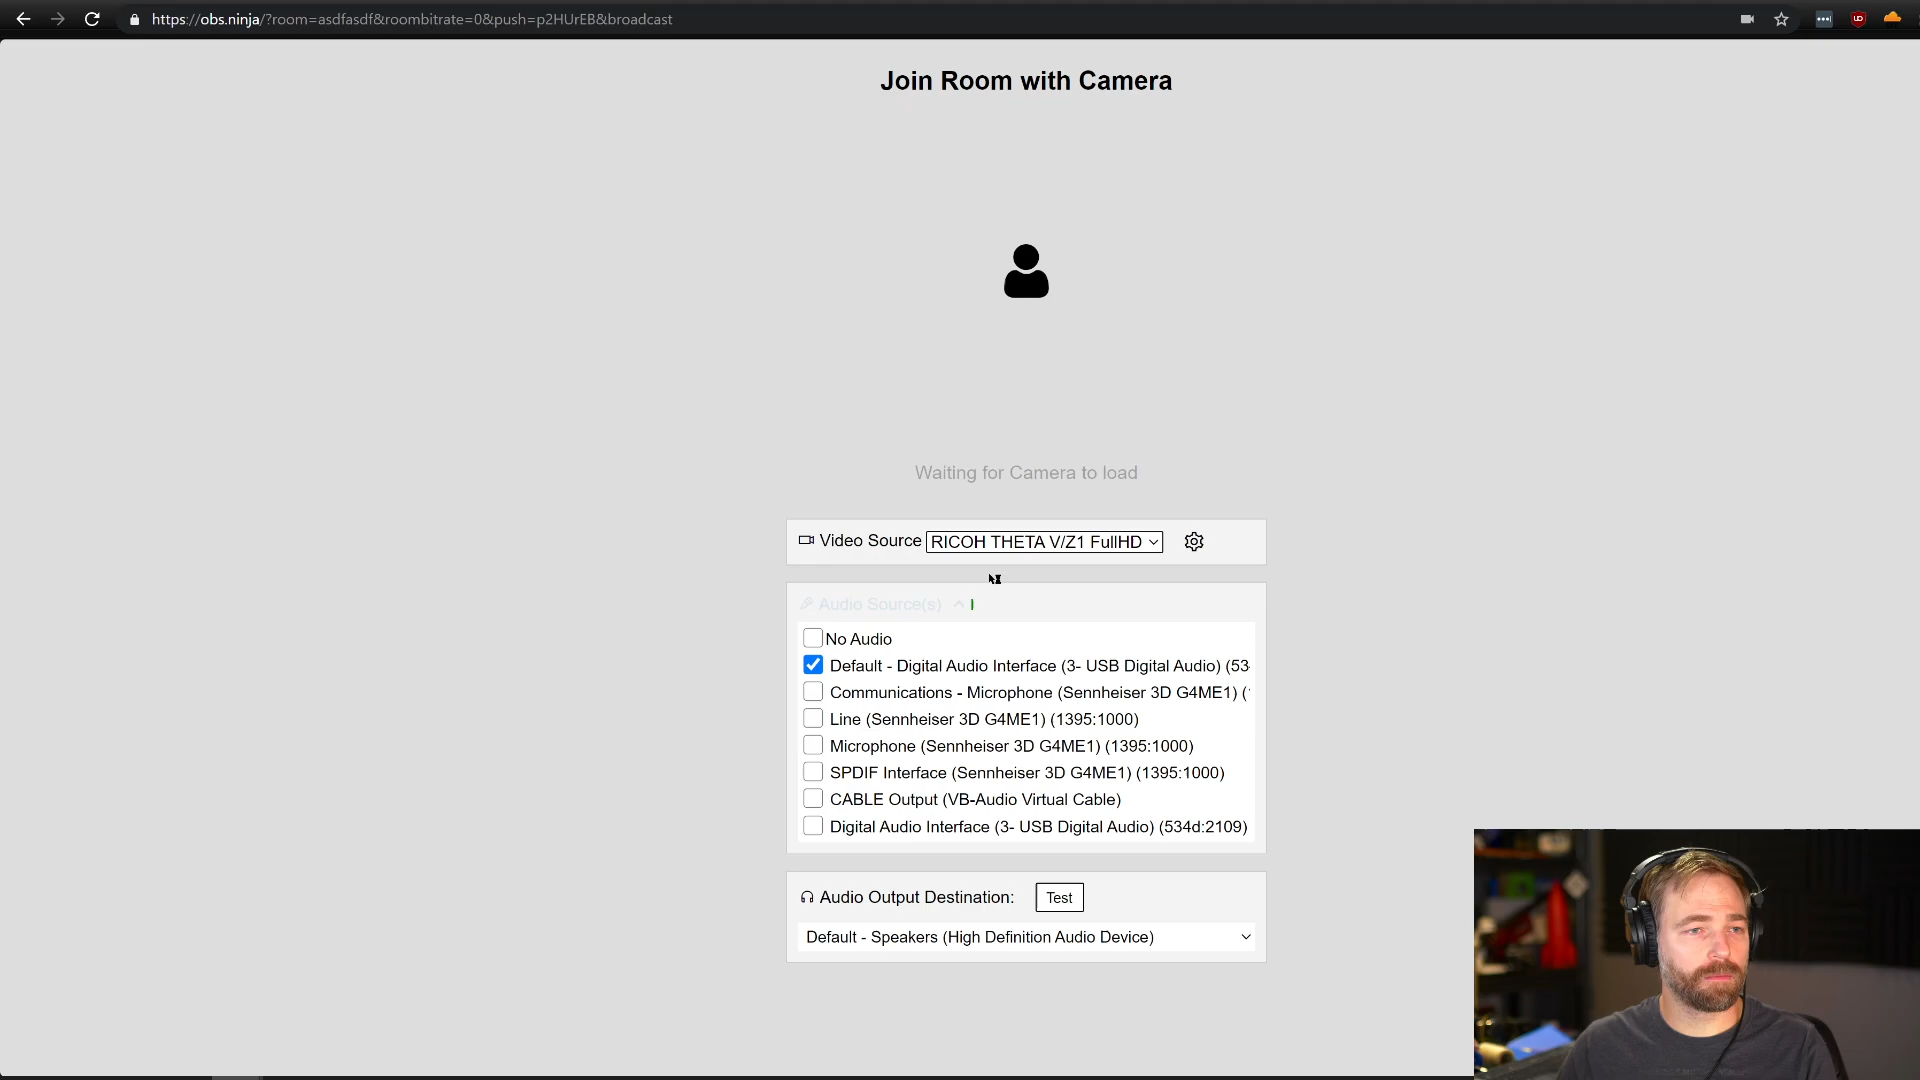 https://obs.ninja/?room=asdfasdf&roombitrate=0&push=p2HUrEB&broadcast
Join Room with Camera
Waiting for Camera to load
Video Source RICOH THETA V/Z1 FullHD
Audio Source(s)
No Audio
Default - Digital Audio Interface (3- USB Digital Audio) (53
Communications - Microphone (Sennheiser 3D G4ME1) (
Line (Sennheiser 3D G4ME1) (1395:1000)
Microphone (Sennheiser 3D G4ME1) (1395:1000)
SPDIF Interface (Sennheiser 3D G4ME1) (1395:1000)
CABLE Output (VB-Audio Virtual Cable)
Digital Audio Interface (3- USB Digital Audio) (534d:2109)
Audio Output Destination: Test
Default - Speakers (High Definition Audio Device)